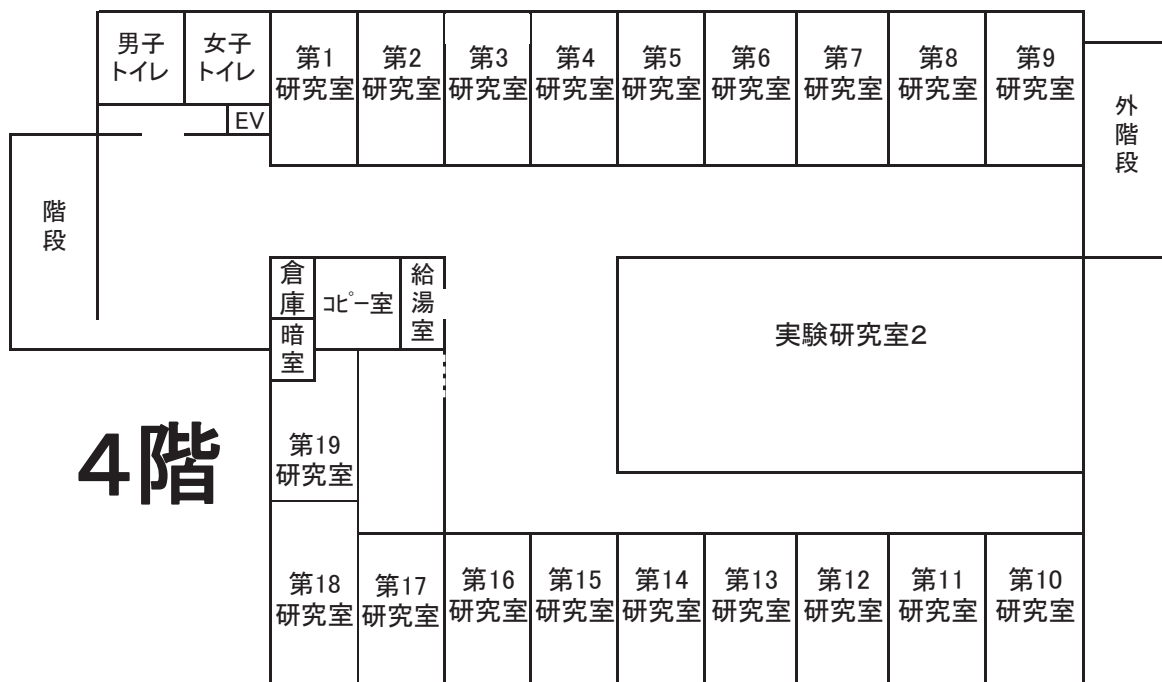 男子
トイレ
女子
トイレ
第1
研究室
第2
研究室
第3
研究室
第4
研究室
第5
研究室
第6
研究室
第7
研究室
第8
研究室
第9
研究室
EV
外階段
階段
倉庫
コピー室
給湯室
暗室
実験研究室2
4階
第19
研究室
第18
研究室
第17
研究室
第16
研究室
第15
研究室
第14
研究室
第13
研究室
第12
研究室
第11
研究室
第10
研究室